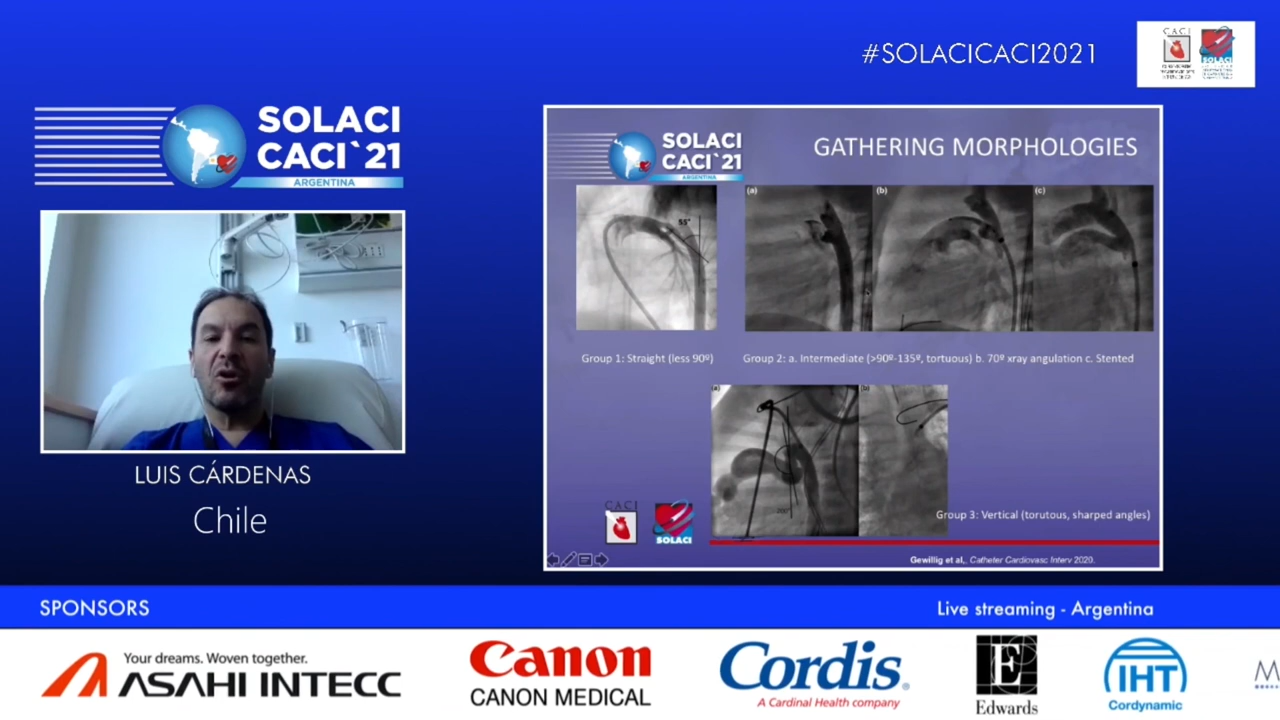 #SOLACICACI2021
CACI
SOLACI
SOLACI
CACI`21
ARGENTINA
LUIS CÁRDENAS
Chile
SOLACI
CACI`21
ARGENTINA
GATHERING MORPHOLOGIES
55°
(a)
(b)
(c)
Group 1: Straight (less 90º)
Group 2: a. Intermediate (>90º-135º, tortuous) b. 70º xray angulation c. Stented
(a)
(b)
CACI
SOLACI
Group 3: Vertical (torutous, sharped angles)
Gewillig et al,. Catheter Cardiovasc Interv 2020.
SPONSORS
Live streaming - Argentina
Your dreams. Woven together.
ASAHI INTECC
Canon
CANON MEDICAL
Cordis
A Cardinal Health company
E
Edwards
IHT
Cordynamic
M